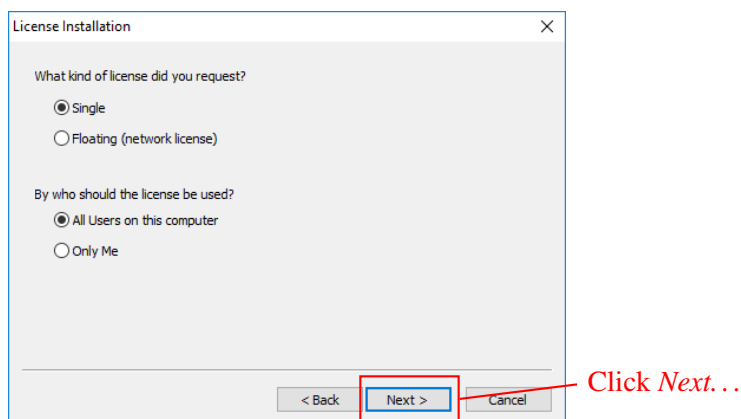 License Installation
What kind of license did you request?
Single
Floating (network license)
By who should the license be used?
All Users on this computer
Only Me
< Back Next > Cancel
Click Next...